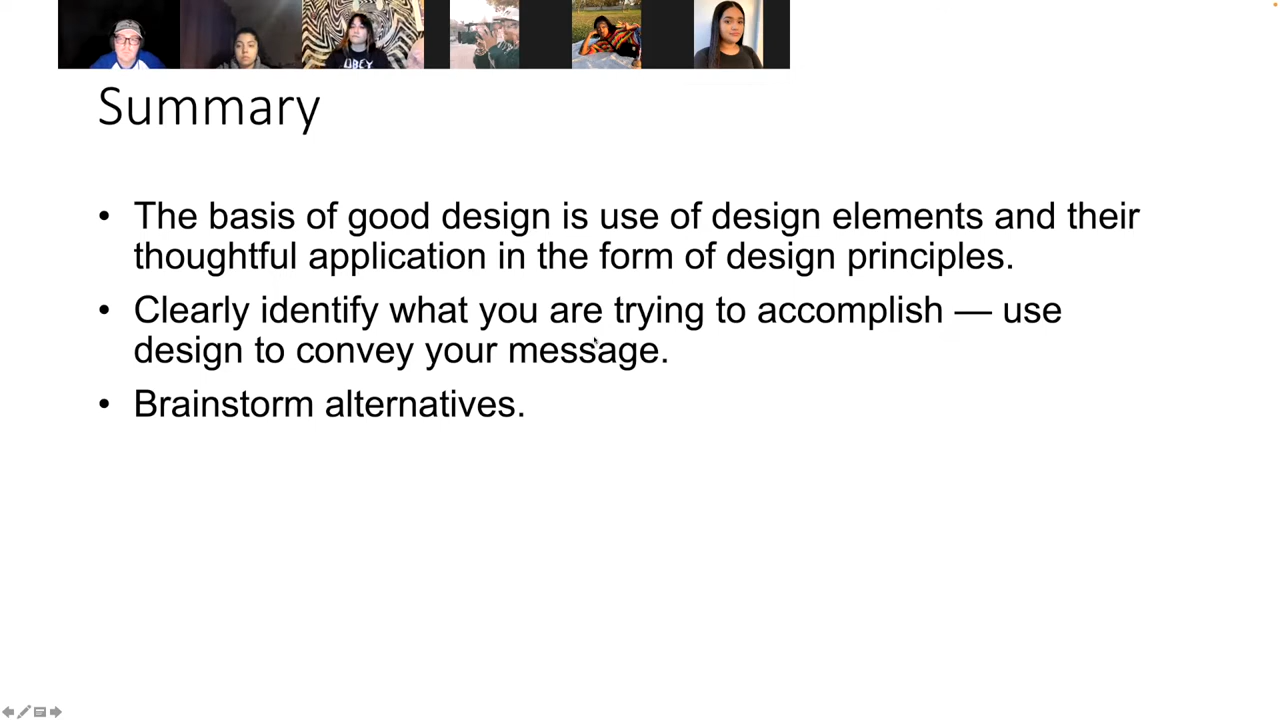 OBEY
Summary
• The basis of good design is use of design elements and their
thoughtful application in the form of design principles.
• Clearly identify what you are trying to accomplish — use
design to convey your message.
• Brainstorm alternatives.